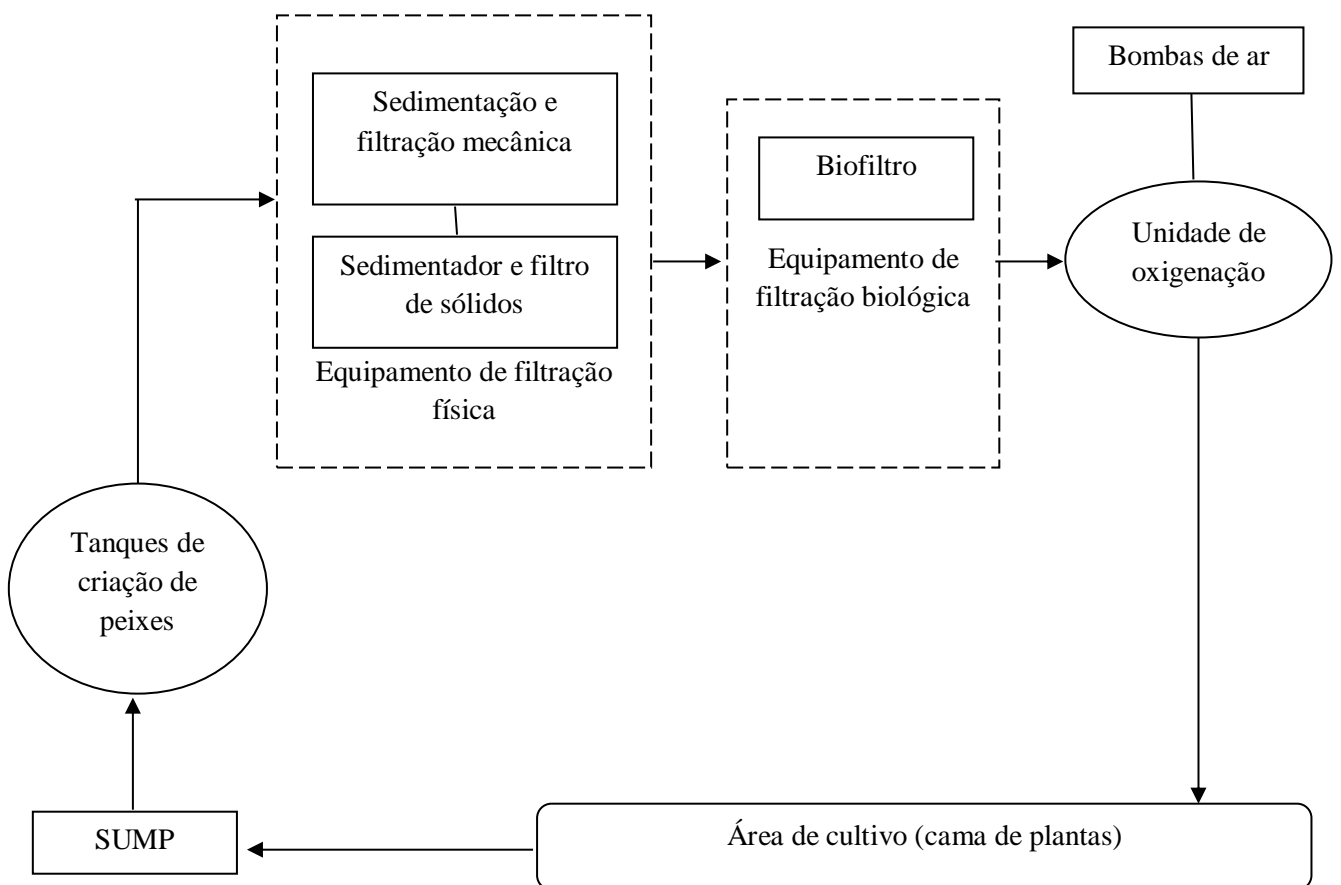 Sedimentação e
filtração mecânica
Sedimentador e filtro
de sólidos
Equipamento de filtração
física
Biofiltro
Equipamento de
filtração biológica
Bombas de ar
Unidade de
oxigenação
Tanques de
criação de
peixes
SUMP
Área de cultivo (cama de plantas)